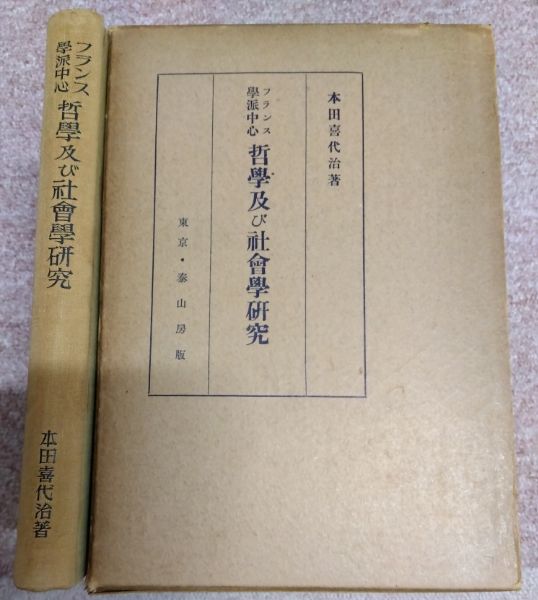 フランス
學派中心
哲學及び社會學研究
本田喜代治著
本田喜代治著
フランス
學派中心
哲學及び社會學研究
東京・泰山房版